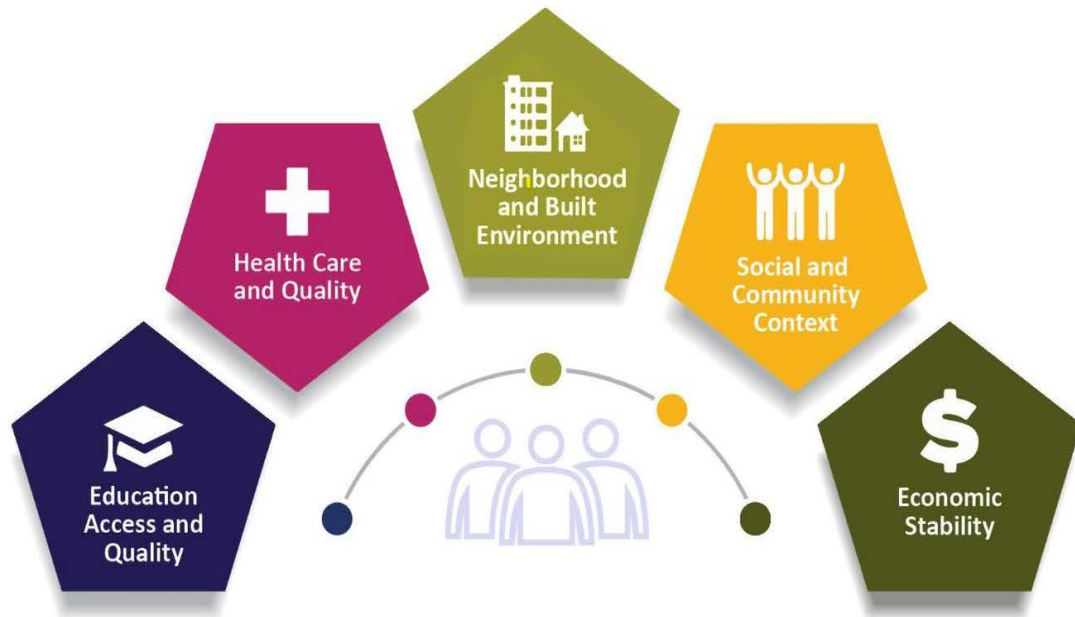 Education
Access and
Quality
Health Care
and Quality
Neighborhood
and Built
Environment
Social and
Community
Context
$
Economic
Stability